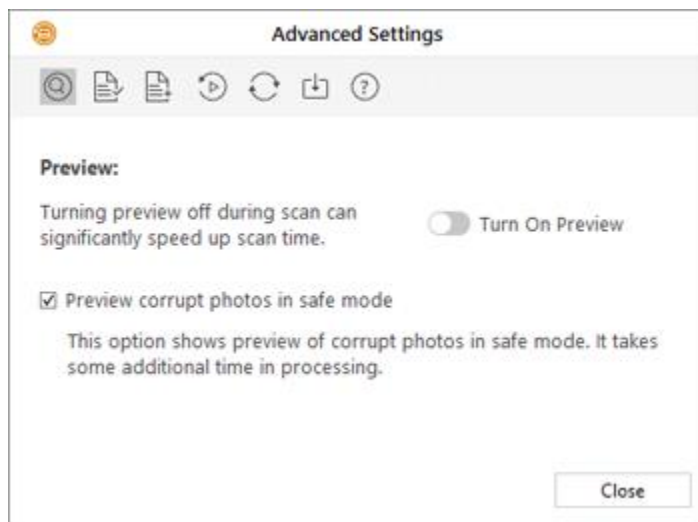 Advanced Settings
Preview:
Turning preview off during scan can
significantly speed up scan time.
Turn On Preview
Preview corrupt photos in safe mode
This option shows preview of corrupt photos in safe mode. It takes
some additional time in processing.
Close